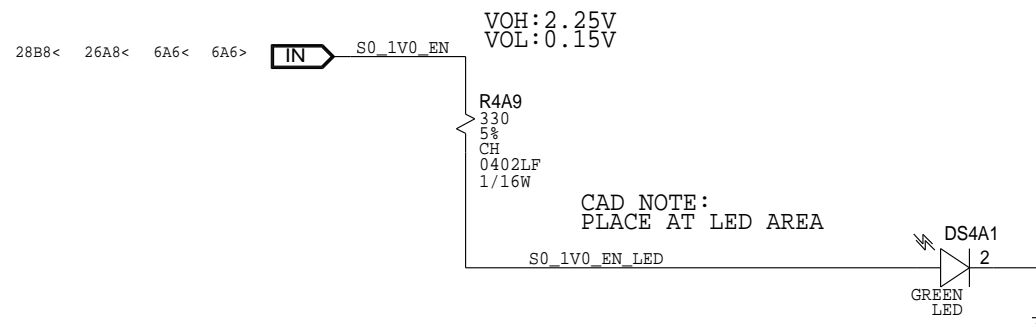 VOH:2.25V
VOL:0.15V
28B8< 26A8< 6A6< 6A6> IN S0_1V0_EN
R4A9
330
5%
CH
0402LF
1/16W
CAD NOTE:
PLACE AT LED AREA
S0_1V0_EN_LED
DS4A1
2
GREEN
LED